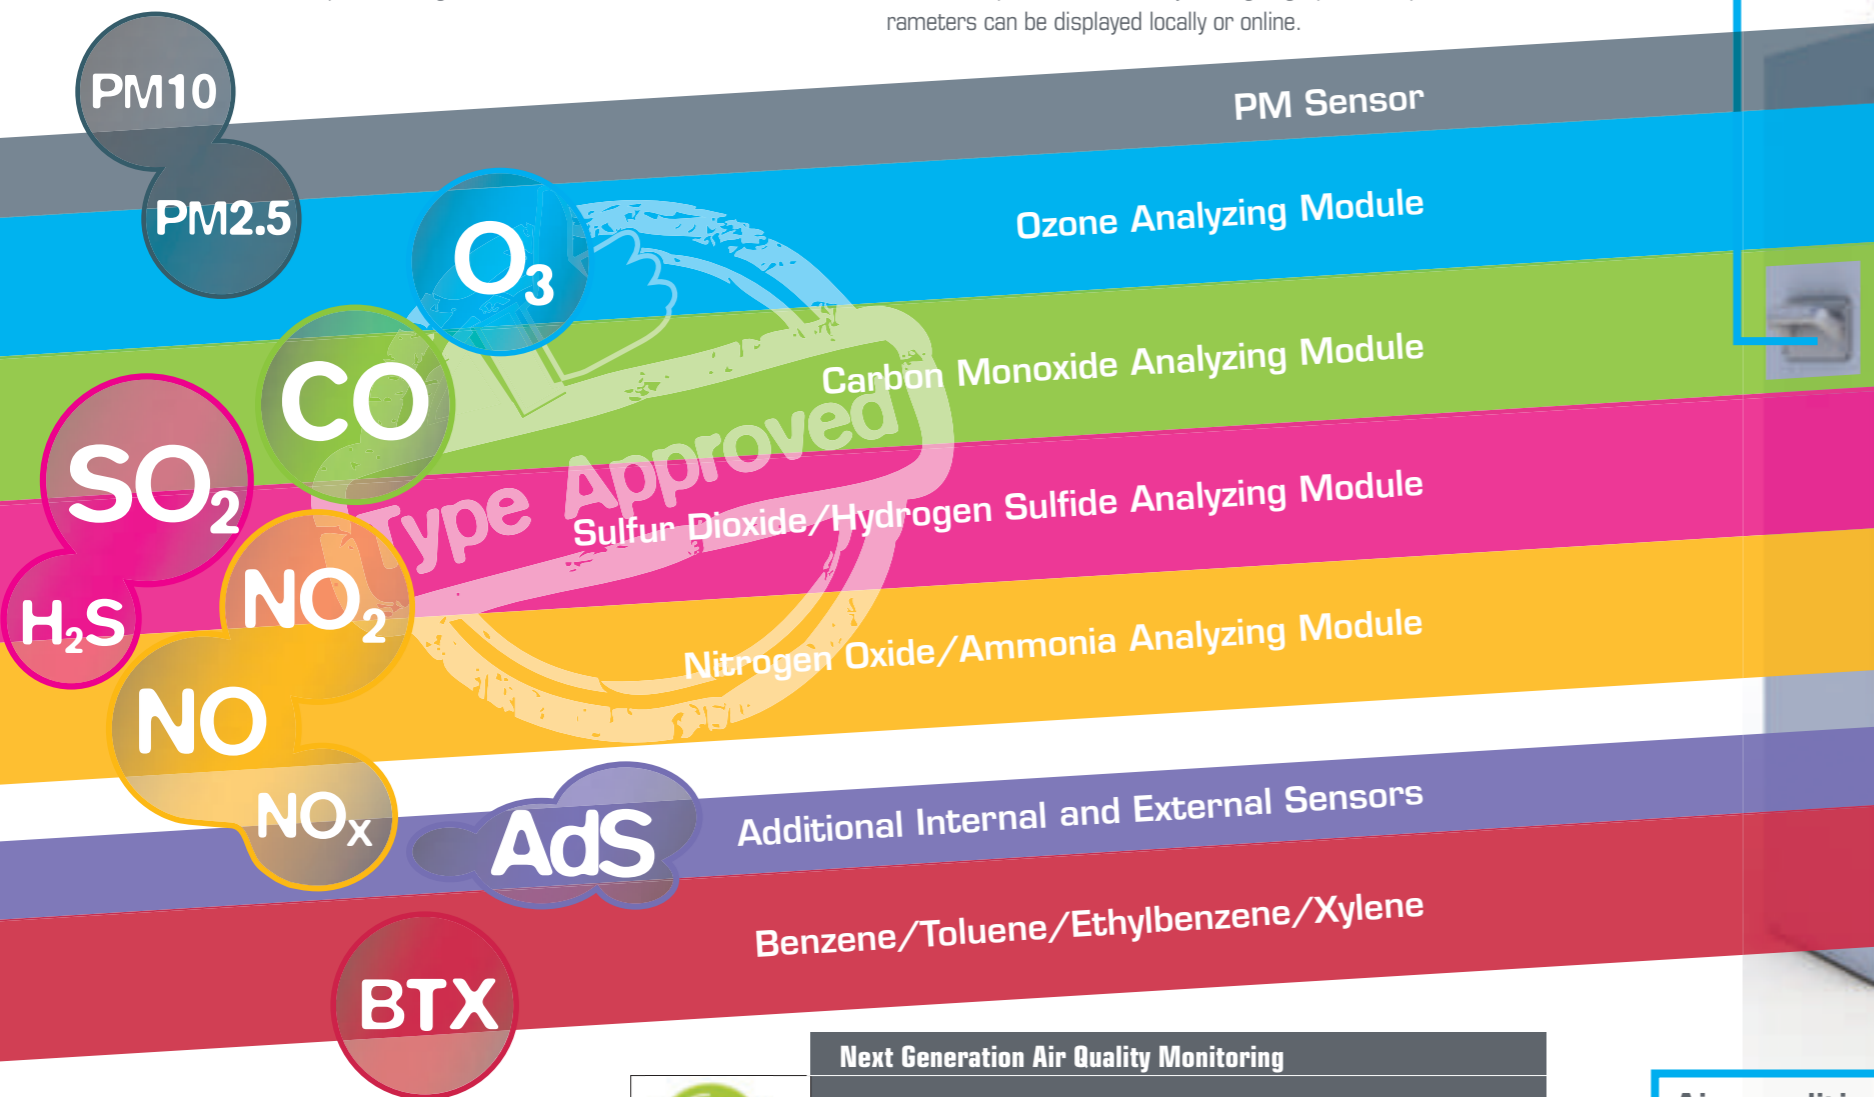 rameters can be displayed locally or online.
PM10
PM2.5
PM Sensor
O₃
Ozone Analyzing Module
CO
Carbon Monoxide Analyzing Module
Type Approved
SO₂
H₂S
Sulfur Dioxide/Hydrogen Sulfide Analyzing Module
NO₂
NO
NOx
Nitrogen Oxide/Ammonia Analyzing Module
AdS
Additional Internal and External Sensors
BTX
Benzene/Toluene/Ethylbenzene/Xylene
Next Generation Air Quality Monitoring